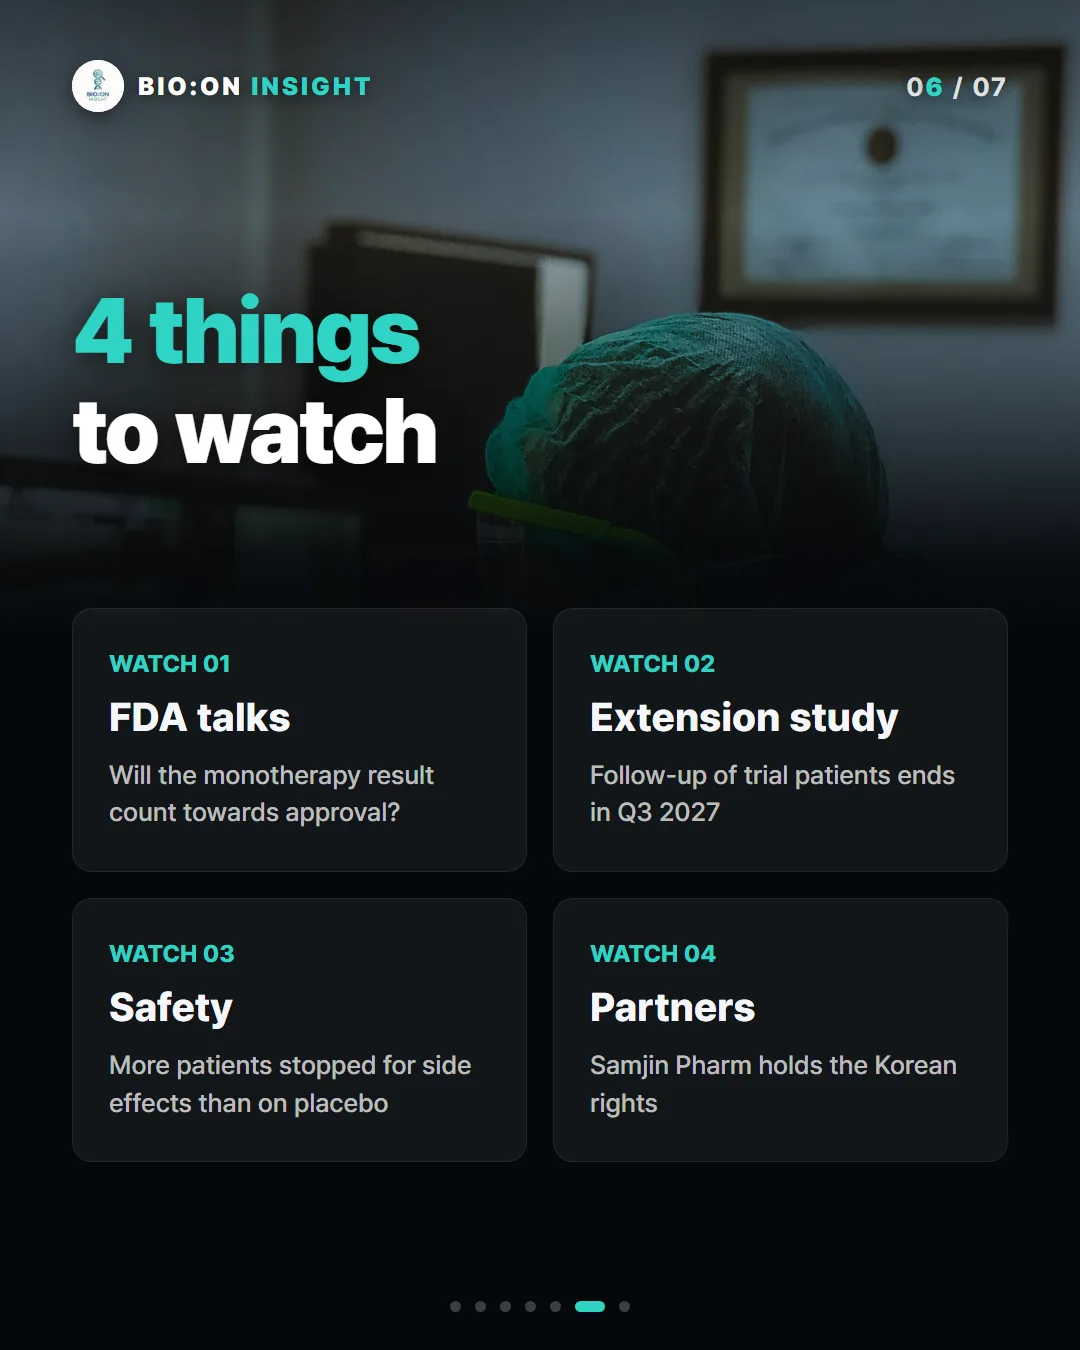 BIO:ON INSIGHT
06 / 07
4 things
to watch
WATCH 01
FDA talks
Will the monotherapy result
count towards approval?
WATCH 02
Extension study
Follow-up of trial patients ends
in Q3 2027
WATCH 03
Safety
More patients stopped for side
effects than on placebo
WATCH 04
Partners
Samjin Pharm holds the Korean
rights